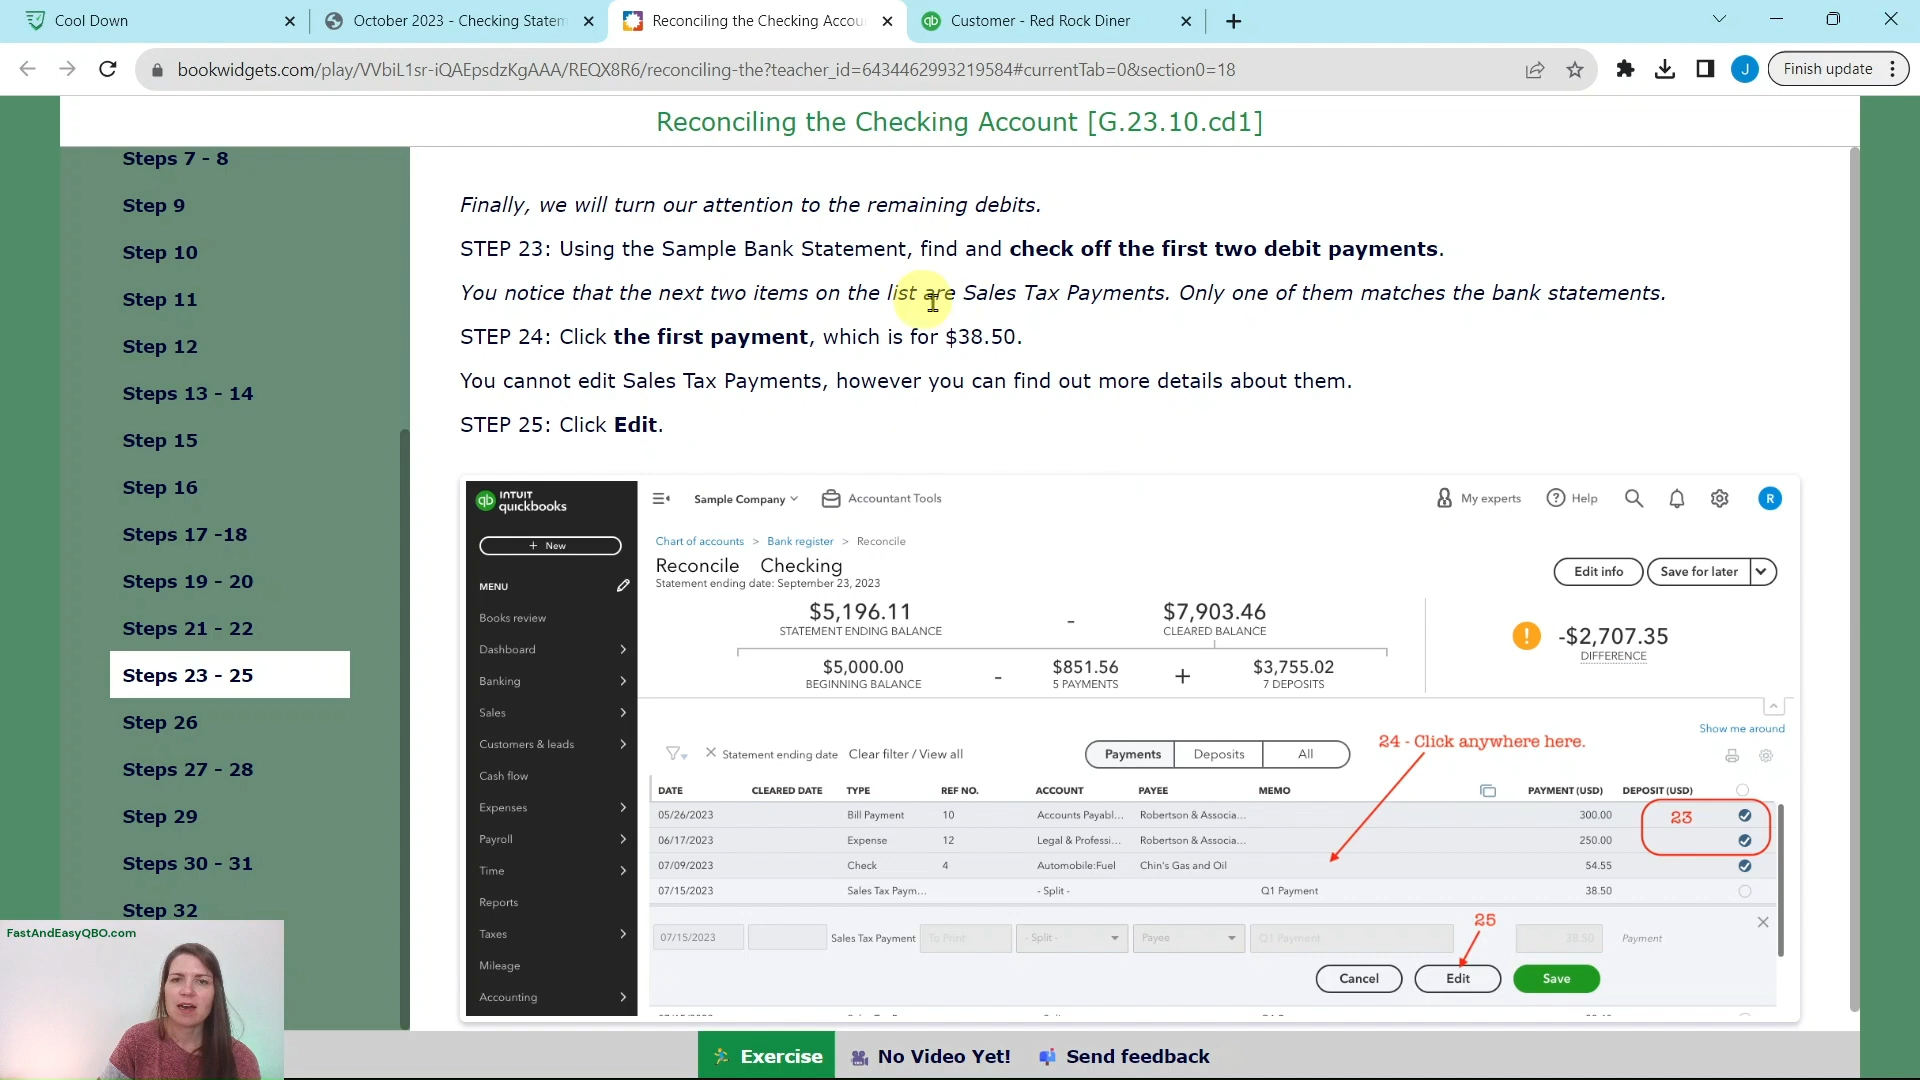 Cool Down
October 2023 - Checking Statem
Reconciling the Checking Accou
Customer - Red Rock Diner
bookwidgets.com/play/VVbiL1sr-iQAEpsdzKgAAA/REQX8R6/reconciling-the?teacher_id=6434462993219584#currentTab=0&section0=18
J
Finish update
Reconciling the Checking Account [G.23.10.cd1]
Steps 7 - 8
Step 9
Step 10
Step 11
Step 12
Steps 13 - 14
Step 15
Step 16
Steps 17 -18
Steps 19 - 20
Steps 21 - 22
Steps 23 - 25
Step 26
Steps 27 - 28
Step 29
Steps 30 - 31
Step 32
Finally, we will turn our attention to the remaining debits.
STEP 23: Using the Sample Bank Statement, find and check off the first two debit payments.
You notice that the next two items on the list are Sales Tax Payments. Only one of them matches the bank statements.
STEP 24: Click the first payment, which is for $38.50.
You cannot edit Sales Tax Payments, however you can find out more details about them.
STEP 25: Click Edit.
qb INTUIT quickbooks
Sample Company
Accountant Tools
My experts
Help
R
+ New
MENU
Books review
Dashboard
Banking
Sales
Customers & leads
Cash flow
Expenses
Payroll
Time
Reports
Taxes
Mileage
Accounting
Chart of accounts > Bank register > Reconcile
Reconcile Checking
Statement ending date: September 23, 2023
Edit info
Save for later
$5,196.11 - $7,903.46
STATEMENT ENDING BALANCE CLEARED BALANCE
-$2,707.35
DIFFERENCE
$5,000.00 - $851.56 + $3,755.02
BEGINNING BALANCE 5 PAYMENTS 7 DEPOSITS
Show me around
24 - Click anywhere here.
Statement ending date Clear filter / View all
Payments Deposits All
DATE CLEARED DATE TYPE REF NO. ACCOUNT PAYEE MEMO PAYMENT (USD) DEPOSIT (USD)
05/26/2023 Bill Payment 10 Accounts Payabl... Robertson & Associa... 300.00
23
06/17/2023 Expense 12 Legal & Professi... Robertson & Associa... 250.00
07/09/2023 Check 4 Automobile:Fuel Chin's Gas and Oil 54.55
07/15/2023 Sales Tax Paym... - Split - Q1 Payment 38.50
25
07/15/2023 Sales Tax Payment To Print - Split - Payee Q1 Payment 38.50 Payment
Cancel Edit Save
FastAndEasyQBO.com
Exercise
No Video Yet!
Send feedback